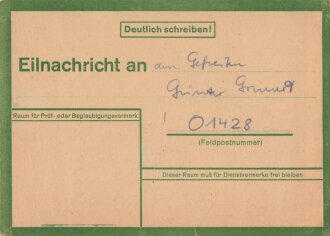 Deutlich schreiben!
Eilnachricht an den Gefreiten
Günter
Raum für Prüf- oder Beglaubigungsvermerk
01428
(Feldpostnummer)
Dieser Raum muß für Dienstvermerke frei bleiben